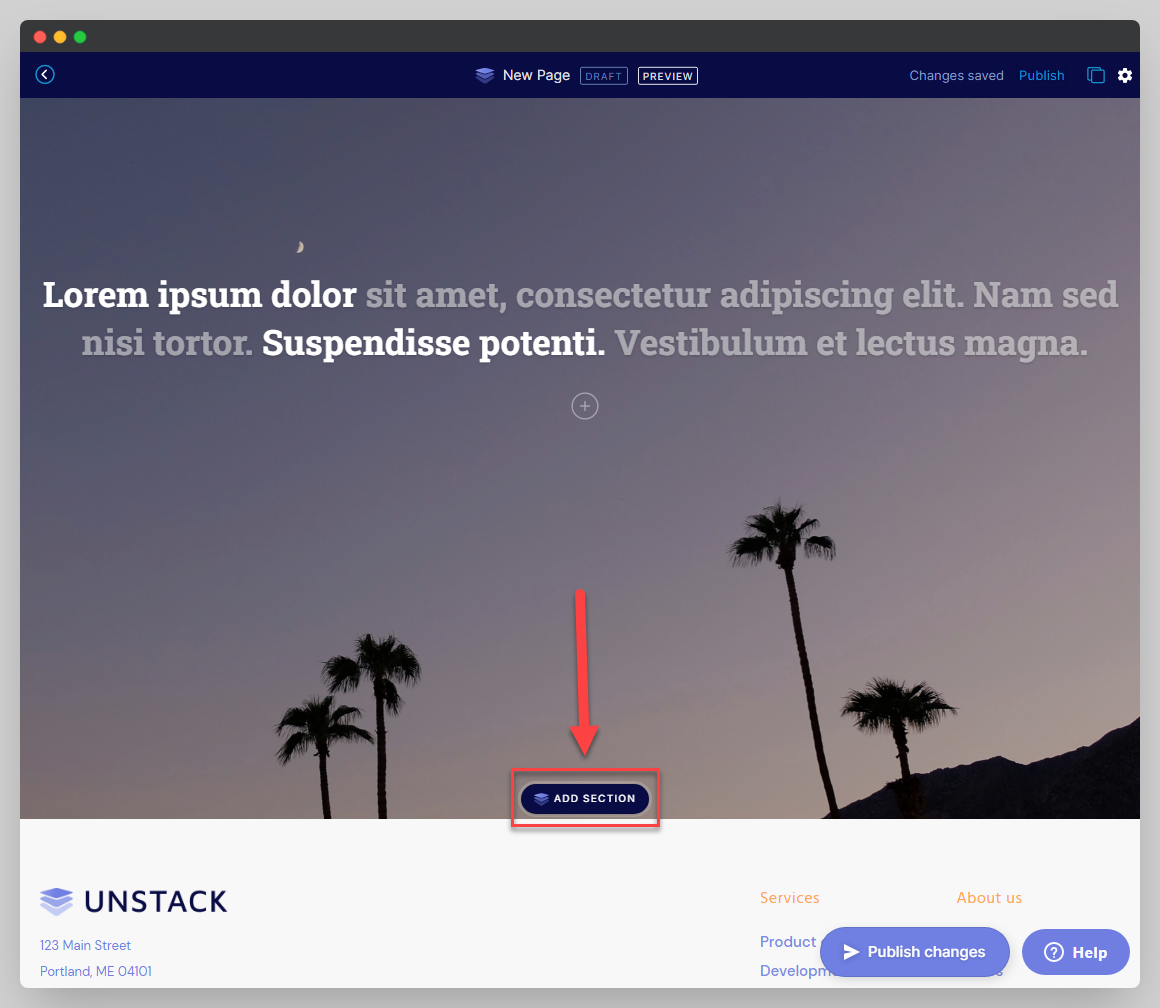 New Page DRAFT PREVIEW Changes saved Publish
Lorem ipsum dolor sit amet, consectetur adipiscing elit. Nam sed
nisi tortor. Suspendisse potenti. Vestibulum et lectus magna.
ADD SECTION
UNSTACK
123 Main Street
Portland, ME 04101
Services
Product
About us
Publish changes
Help